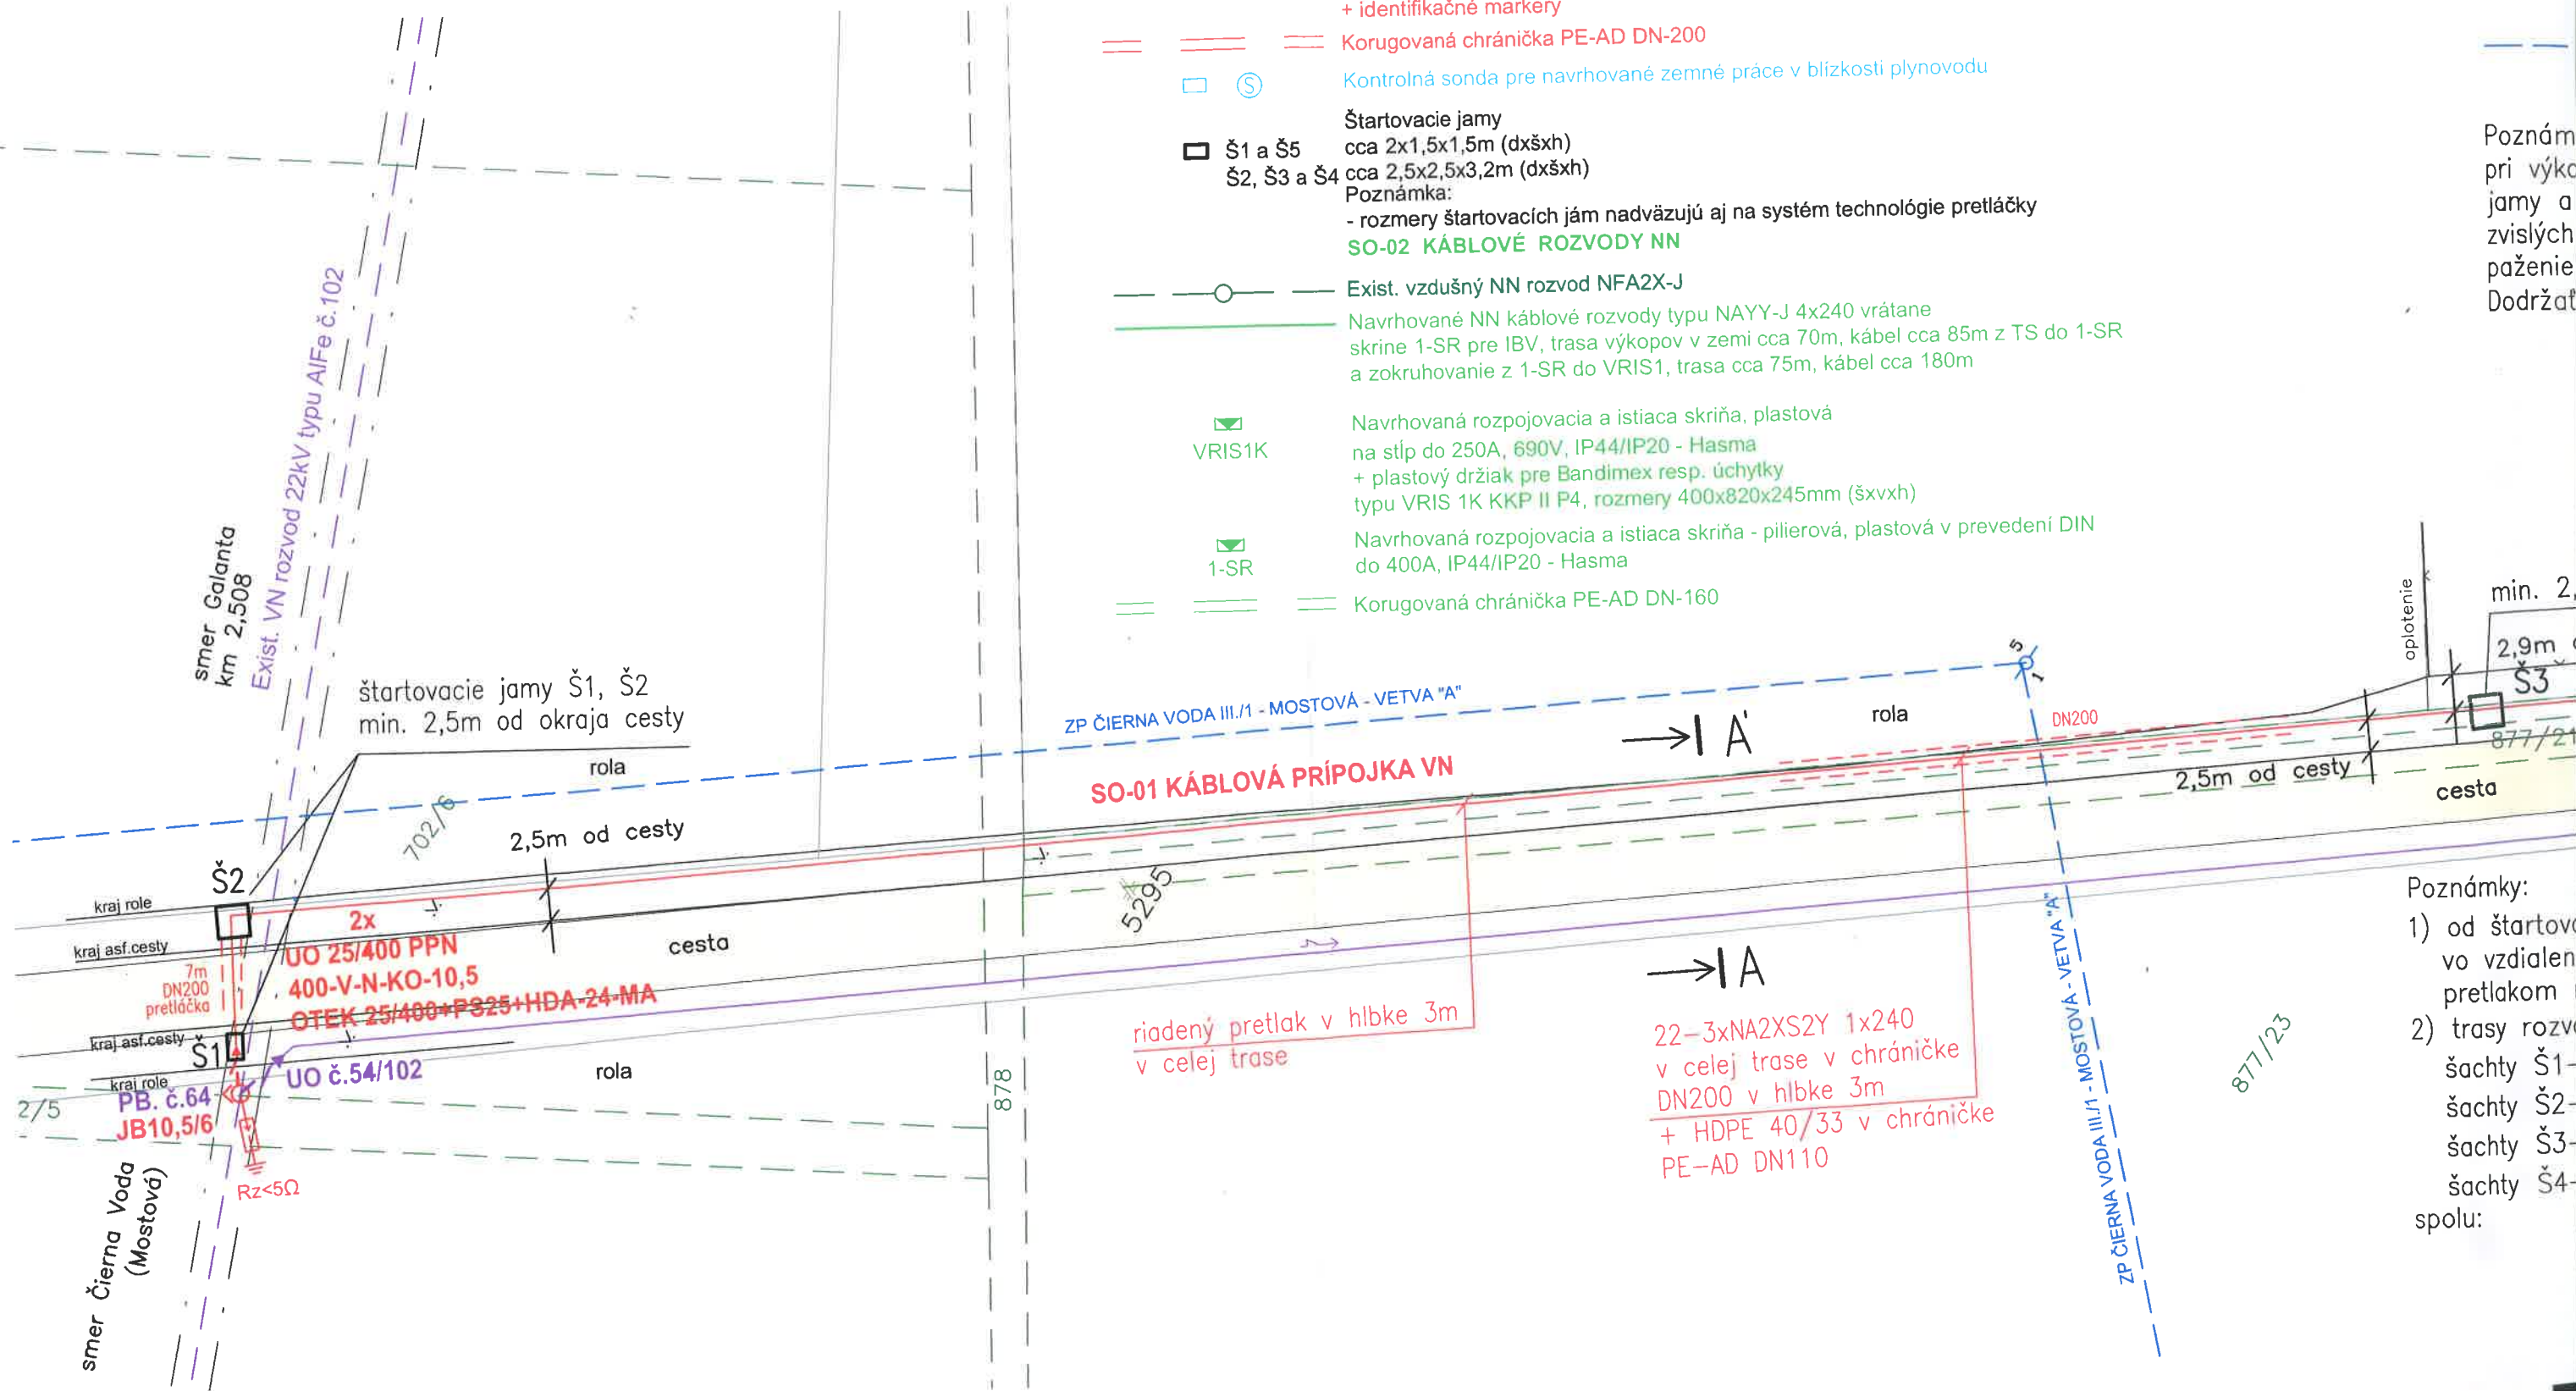 + identifikačné markery
Korugovaná chránička PE-AD DN-200
S
Kontrolná sonda pre navrhované zemné práce v blízkosti plynovodu
Štartovacie jamy
Š1 a Š5 cca 2x1,5x1,5m (dxšxh)
Š2, Š3 a Š4 cca 2,5x2,5x3,2m (dxšxh)
Poznámka:
- rozmery štartovacích jám nadväzujú aj na systém technológie pretláčky
SO-02 KÁBLOVÉ ROZVODY NN
Exist. vzdušný NN rozvod NFA2X-J
Navrhované NN káblové rozvody typu NAYY-J 4x240 vrátane
skrine 1-SR pre IBV, trasa výkopov v zemi cca 70m, kábel cca 85m z TS do 1-SR
a zokruhovanie z 1-SR do VRIS1, trasa cca 75m, kábel cca 180m
VRIS1K
Navrhovaná rozpojovacia a istiaca skriňa, plastová
na stĺp do 250A, 690V, IP44/IP20 - Hasma
+ plastový držiak pre Bandimex resp. úchytky
typu VRIS 1K KKP II P4, rozmery 400x820x245mm (šxvxh)
1-SR
Navrhovaná rozpojovacia a istiaca skriňa - pilierová, plastová v prevedení DIN
do 400A, IP44/IP20 - Hasma
Korugovaná chránička PE-AD DN-160
Poznám
pri výko
jamy a
zvislých
paženie
Dodržať
smer Galanta
km 2,508
Exist. VN rozvod 22kV typu AlFe č.102
štartovacie jamy Š1, Š2
min. 2,5m od okraja cesty
rola
702/6
2,5m od cesty
ZP ČIERNA VODA III./1 - MOSTOVÁ - VETVA "A"
SO-01 KÁBLOVÁ PRÍPOJKA VN
A'
rola
5
1
DN200
oplotenie
min. 2,
2,9m
Š3
877/21
2,5m od cesty
cesta
Š2
kraj role
kraj asf.cesty
2x
UO 25/400 PPN
400-V-N-KO-10,5
OTEK 25/400+PS25+HDA-24-MA
7m
DN200
pretláčka
cesta
5295
kraj asf.cesty
Š1
kraj role
UO č.54/102
PB. č.64
JB10,5/6
2/5
rola
878
Rz<5Ω
smer Čierna Voda
(Mostová)
riadený pretlak v hĺbke 3m
v celej trase
A
22-3xNA2XS2Y 1x240
v celej trase v chráničke
DN200 v hĺbke 3m
+ HDPE 40/33 v chráničke
PE-AD DN110
ZP ČIERNA VODA III./1 - MOSTOVÁ - VETVA "A"
877/23
Poznámky:
1) od štartovo
vo vzdialen
pretlakom
2) trasy rozvo
šachty Š1-
šachty Š2-
šachty Š3-
šachty Š4-
spolu: